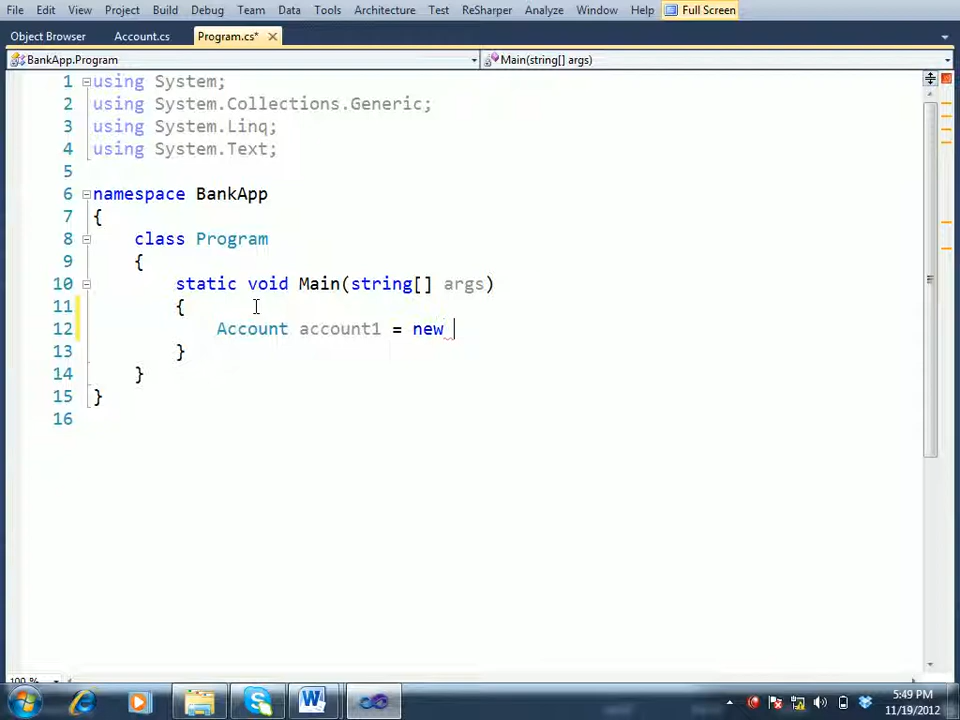 File Edit View Project Build Debug Team Data Tools Architecture Test ReSharper Analyze Window Help Full Screen
Object Browser Account.cs Program.cs*
BankApp.Program Main(string[] args)
1 using System;
2 using System.Collections.Generic;
3 using System.Linq;
4 using System.Text;
5
6 namespace BankApp
7 {
8 class Program
9 {
10 static void Main(string[] args)
11 {
12 Account account1 = new
13 }
14 }
15 }
16
100 %
5:49 PM
11/19/2012